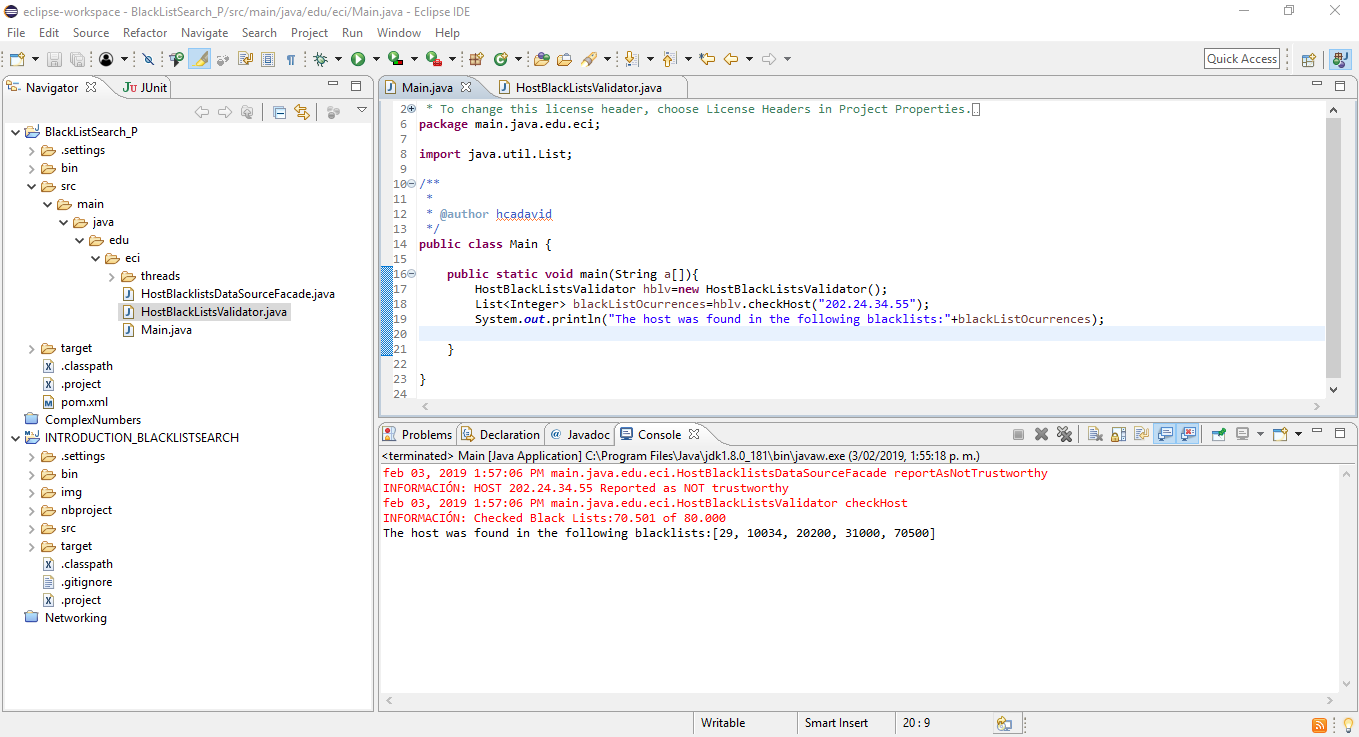 eclipse-workspace - BlackListSearch_P/src/main/java/edu/eci/Main.java - Eclipse IDE
File Edit Source Refactor Navigate Search Project Run Window Help
Quick Access
Navigator JUnit
BlackListSearch_P
.settings
bin
src
main
java
edu
eci
threads
HostBlacklistsDataSourceFacade.java
HostBlackListsValidator.java
Main.java
target
.classpath
.project
pom.xml
ComplexNumbers
INTRODUCTION_BLACKLISTSEARCH
.settings
bin
img
nbproject
src
target
.classpath
.gitignore
.project
Networking
Main.java HostBlackListsValidator.java
2 * To change this license header, choose License Headers in Project Properties.
6 package main.java.edu.eci;
7
8 import java.util.List;
9
10 /**
11 *
12 * @author hcadavid
13 */
14 public class Main {
15
16 public static void main(String a[]){
17 HostBlackListsValidator hblv=new HostBlackListsValidator();
18 List<Integer> blackListOcurrences=hblv.checkHost("202.24.34.55");
19 System.out.println("The host was found in the following blacklists:"+blackListOcurrences);
20
21 }
22
23 }
24
Problems Declaration Javadoc Console
<terminated> Main [Java Application] C:\Program Files\Java\jdk1.8.0_181\bin\javaw.exe (3/02/2019, 1:55:18 p. m.)
feb 03, 2019 1:57:06 PM main.java.edu.eci.HostBlacklistsDataSourceFacade reportAsNotTrustworthy
INFORMACIÓN: HOST 202.24.34.55 Reported as NOT trustworthy
feb 03, 2019 1:57:06 PM main.java.edu.eci.HostBlackListsValidator checkHost
INFORMACIÓN: Checked Black Lists:70.501 of 80.000
The host was found in the following blacklists:[29, 10034, 20200, 31000, 70500]
Writable Smart Insert 20 : 9